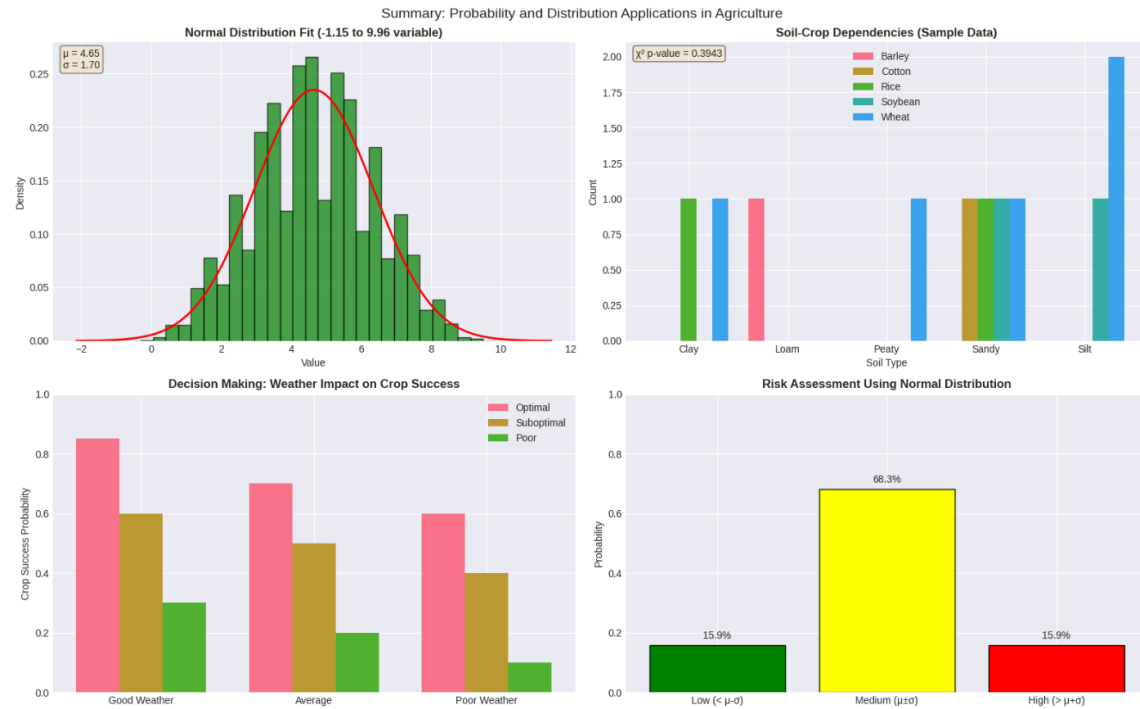 Summary: Probability and Distribution Applications in Agriculture
Normal Distribution Fit (-1.15 to 9.96 variable)
μ = 4.65
σ = 1.70
Density
0.25
0.20
0.15
0.10
0.05
0.00
−2 0 2 4 6 8 10 12
Value
Soil-Crop Dependencies (Sample Data)
χ² p-value = 0.3943
Barley
Cotton
Rice
Soybean
Wheat
Count
2.00
1.75
1.50
1.25
1.00
0.75
0.50
0.25
0.00
Clay Loam Peaty Sandy Silt
Soil Type
Decision Making: Weather Impact on Crop Success
Optimal
Suboptimal
Poor
Crop Success Probability
1.0
0.8
0.6
0.4
0.2
0.0
Good Weather Average Poor Weather
Risk Assessment Using Normal Distribution
Probability
1.0
0.8
0.6
0.4
0.2
0.0
15.9% 68.3% 15.9%
Low (< μ-σ) Medium (μ±σ) High (> μ+σ)